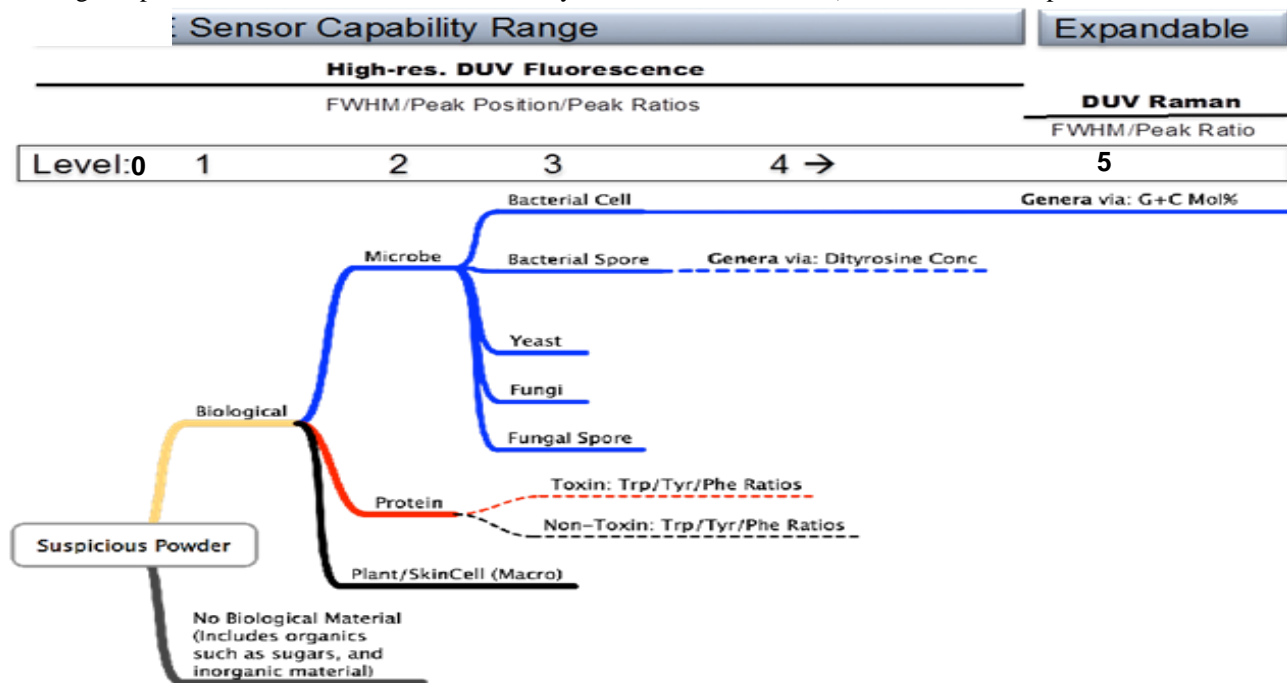 Sensor Capability Range
Expandable
High-res. DUV Fluorescence
FWHM/Peak Position/Peak Ratios
DUV Raman
FWHM/Peak Ratio
Level:0 1 2 3 4 → 5
Bacterial Cell
Genera via: G+C Mol%
Microbe
Bacterial Spore
Genera via: Dityrosine Conc
Yeast
Fungi
Biological
Fungal Spore
Toxin: Trp/Tyr/Phe Ratios
Protein
Non-Toxin: Trp/Tyr/Phe Ratios
Suspicious Powder
Plant/SkinCell (Macro)
No Biological Material
(Includes organics
such as sugars, and
inorganic material)